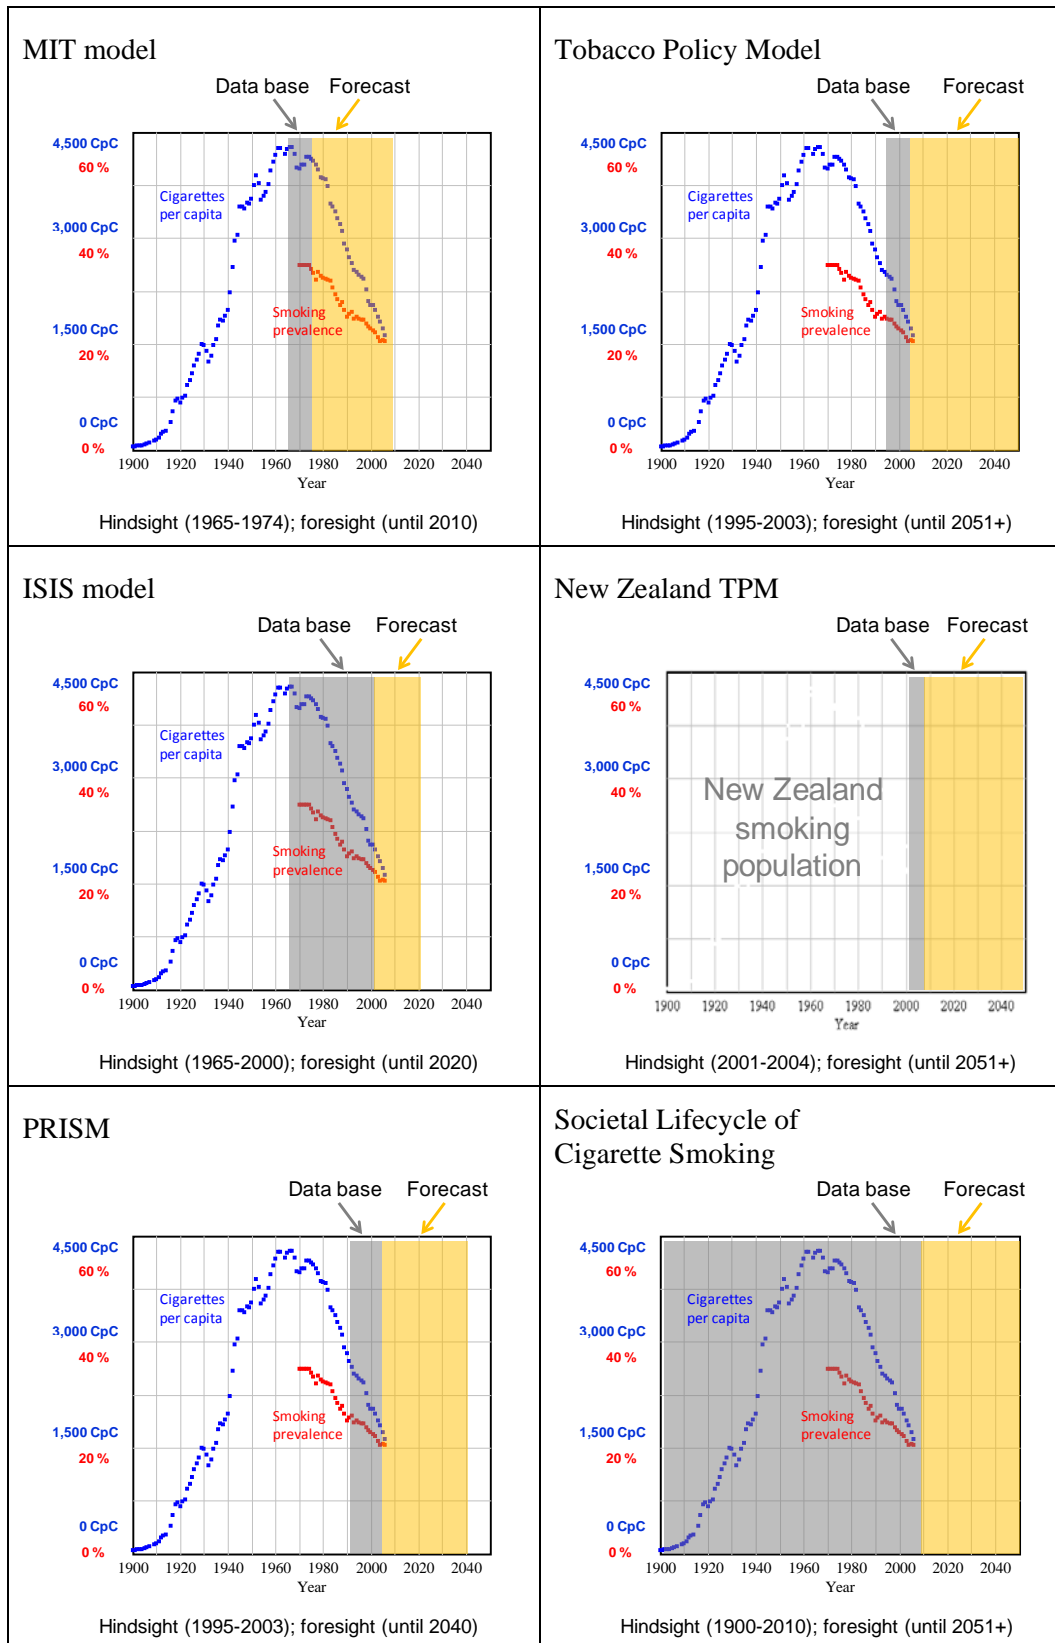 MIT model
Data base
Forecast
4,500 CpC
60 %
Cigarettes
per capita
3,000 CpC
40 %
Smoking
prevalence
1,500 CpC
20 %
0 CpC
0 %
1900 1920 1940 1960 1980 2000 2020 2040
Year
Hindsight (1965-1974); foresight (until 2010)
Tobacco Policy Model
Data base
Forecast
4,500 CpC
60 %
Cigarettes
per capita
3,000 CpC
40 %
Smoking
prevalence
1,500 CpC
20 %
0 CpC
0 %
1900 1920 1940 1960 1980 2000 2020 2040
Year
Hindsight (1995-2003); foresight (until 2051+)
ISIS model
Data base
Forecast
4,500 CpC
60 %
Cigarettes
per capita
3,000 CpC
40 %
Smoking
prevalence
1,500 CpC
20 %
0 CpC
0 %
1900 1920 1940 1960 1980 2000 2020 2040
Year
Hindsight (1965-2000); foresight (until 2020)
New Zealand TPM
Data base
Forecast
4,500 CpC
60 %
3,000 CpC
40 %
New Zealand
smoking
population
1,500 CpC
20 %
0 CpC
0 %
1900 1920 1940 1960 1980 2000 2020 2040
Year
Hindsight (2001-2004); foresight (until 2051+)
PRISM
Data base
Forecast
4,500 CpC
60 %
Cigarettes
per capita
3,000 CpC
40 %
Smoking
prevalence
1,500 CpC
20 %
0 CpC
0 %
1900 1920 1940 1960 1980 2000 2020 2040
Year
Hindsight (1995-2003); foresight (until 2040)
Societal Lifecycle of
Cigarette Smoking
Data base
Forecast
4,500 CpC
60 %
Cigarettes
per capita
3,000 CpC
40 %
Smoking
prevalence
1,500 CpC
20 %
0 CpC
0 %
1900 1920 1940 1960 1980 2000 2020 2040
Year
Hindsight (1900-2010); foresight (until 2051+)